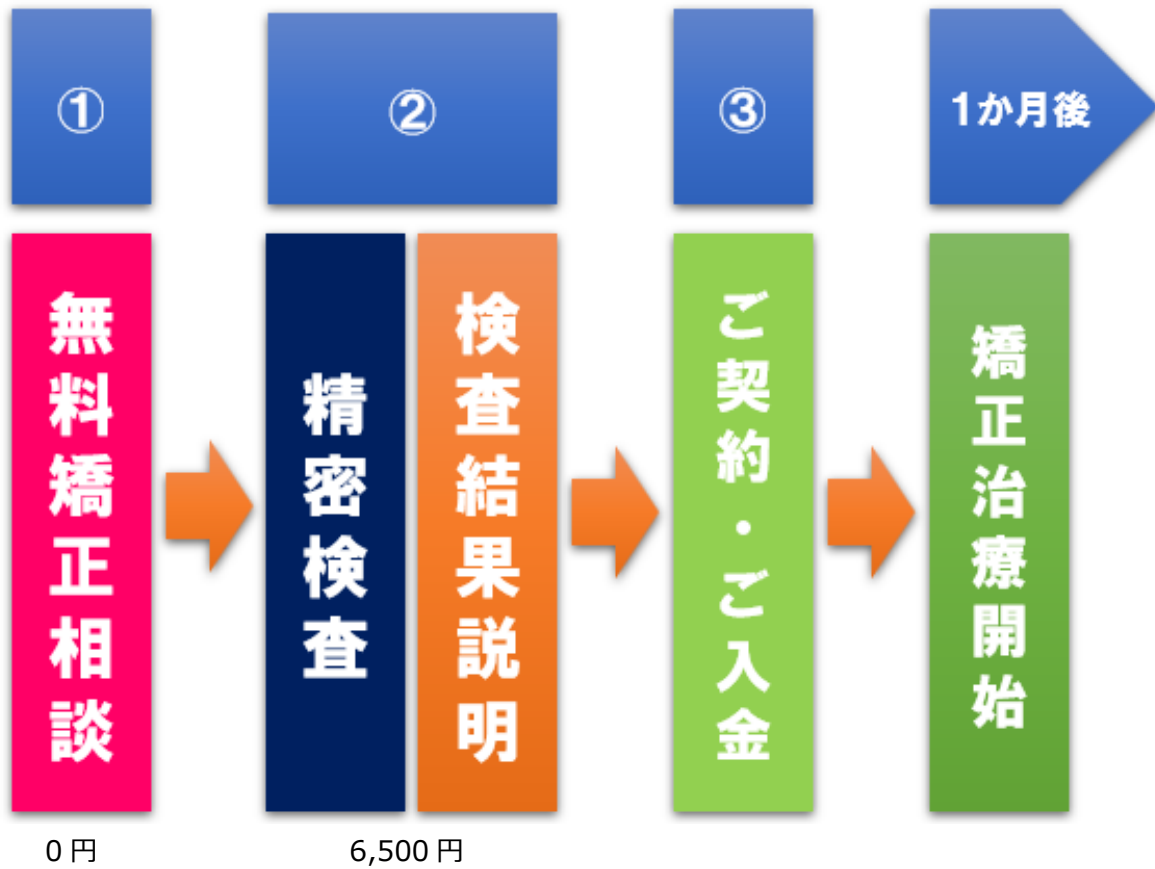 ①
②
③
1か月後
無料矯正相談
精密検査
検査結果説明
ご契約・ご入金
矯正治療開始
0円
6,500円